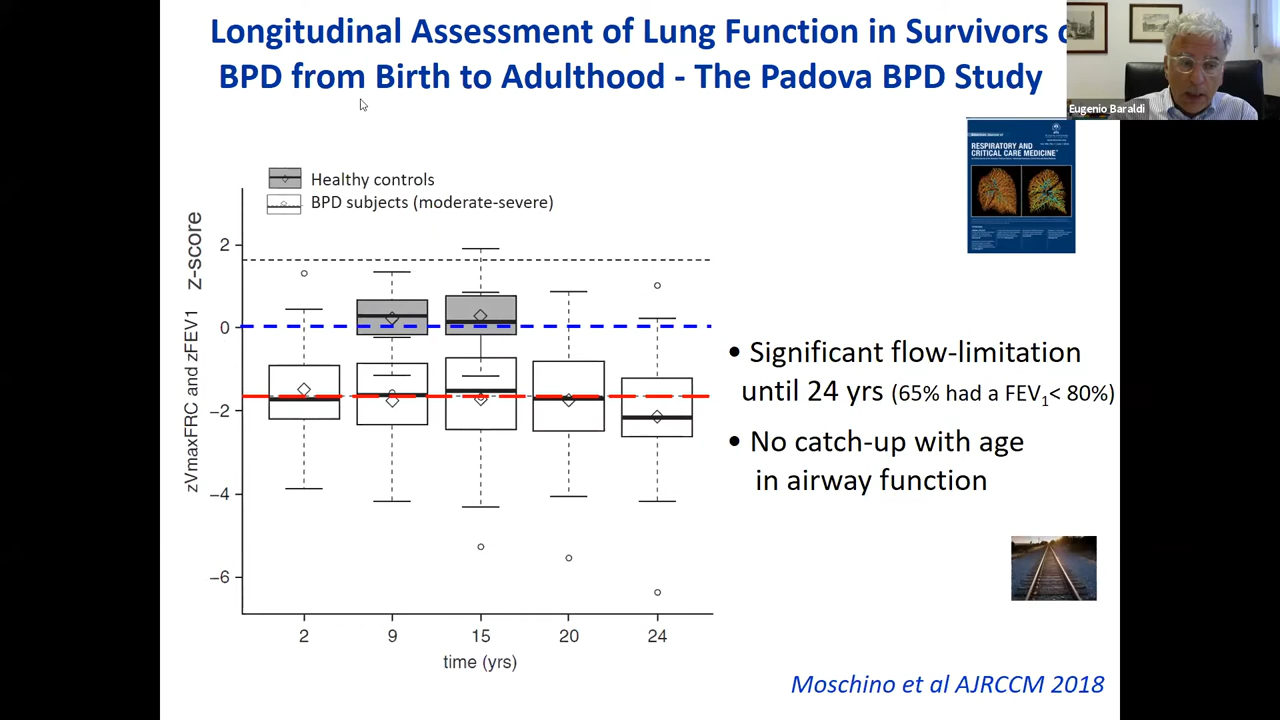 Longitudinal Assessment of Lung Function in Survivors
BPD from Birth to Adulthood - The Padova BPD Study
Eugenio Baraldi
RESPIRATORY AND
CRITICAL CARE MEDICINE
Healthy controls
BPD subjects (moderate-severe)
z-score
zVmaxFRC and zFEV1
2
0
−2
−4
−6
2 9 15 20 24
time (yrs)
• Significant flow-limitation
until 24 yrs (65% had a FEV1< 80%)
• No catch-up with age
in airway function
Moschino et al AJRCCM 2018